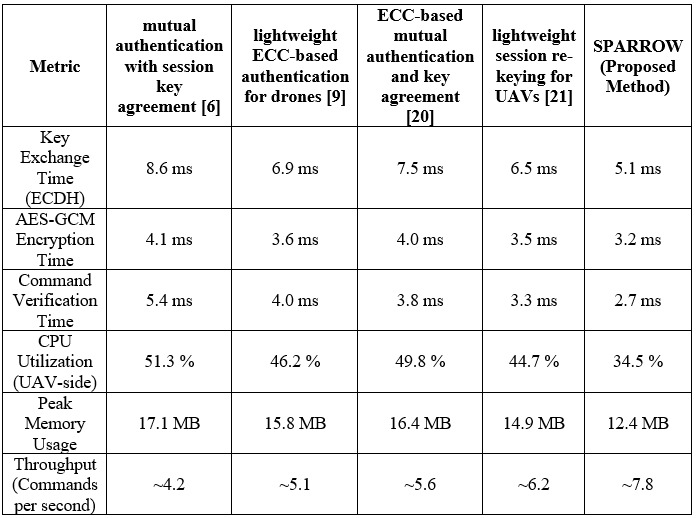 Metric
mutual
authentication
with session
key
agreement [6]
lightweight
ECC-based
authentication
for drones [9]
ECC-based
mutual
authentication
and key
agreement
[20]
lightweight
session re-
keying for
UAVs [21]
SPARROW
(Proposed
Method)
Key
Exchange
Time
(ECDH)
8.6 ms
6.9 ms
7.5 ms
6.5 ms
5.1 ms
AES-GCM
Encryption
Time
4.1 ms
3.6 ms
4.0 ms
3.5 ms
3.2 ms
Command
Verification
Time
5.4 ms
4.0 ms
3.8 ms
3.3 ms
2.7 ms
CPU
Utilization
(UAV-side)
51.3 %
46.2 %
49.8 %
44.7 %
34.5 %
Peak
Memory
Usage
17.1 MB
15.8 MB
16.4 MB
14.9 MB
12.4 MB
Throughput
(Commands
per second)
~4.2
~5.1
~5.6
~6.2
~7.8